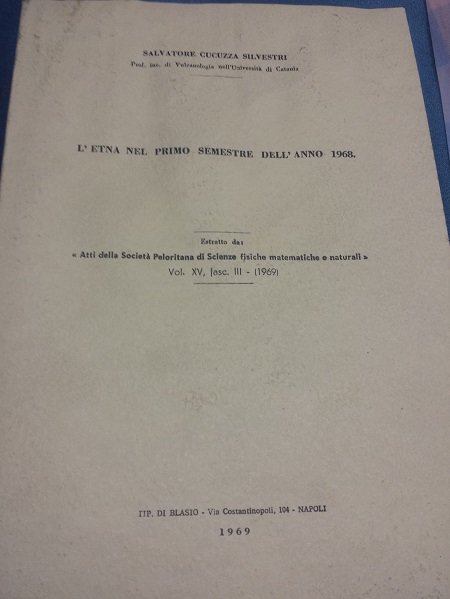 SALVATORE CUCUZZA SILVESTRI
Prof. inc. di Vulcanologia nell'Università di Catania
L'ETNA NEL PRIMO SEMESTRE DELL'ANNO 1968.
Estratto da:
« Atti della Società Peloritana di Scienze fisiche matematiche e naturali »
Vol. XV, fasc. III - (1969)
TIP. DI BLASIO - Via Costantinopoli, 104 - NAPOLI
1969